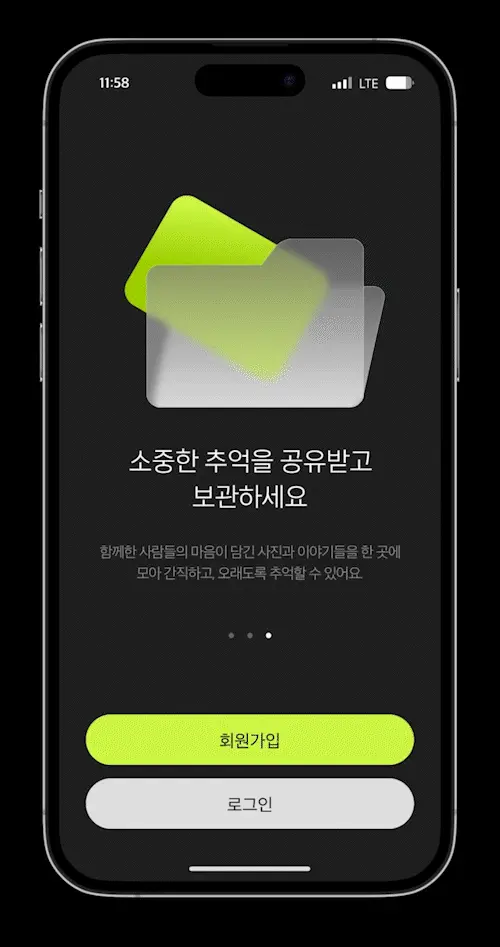 11:58
LTE
소중한 추억을 공유받고
보관하세요
함께한 사람들의 마음이 담긴 사진과 이야기들을 한 곳에
모아 간직하고, 오래도록 추억할 수 있어요
회원가입
로그인